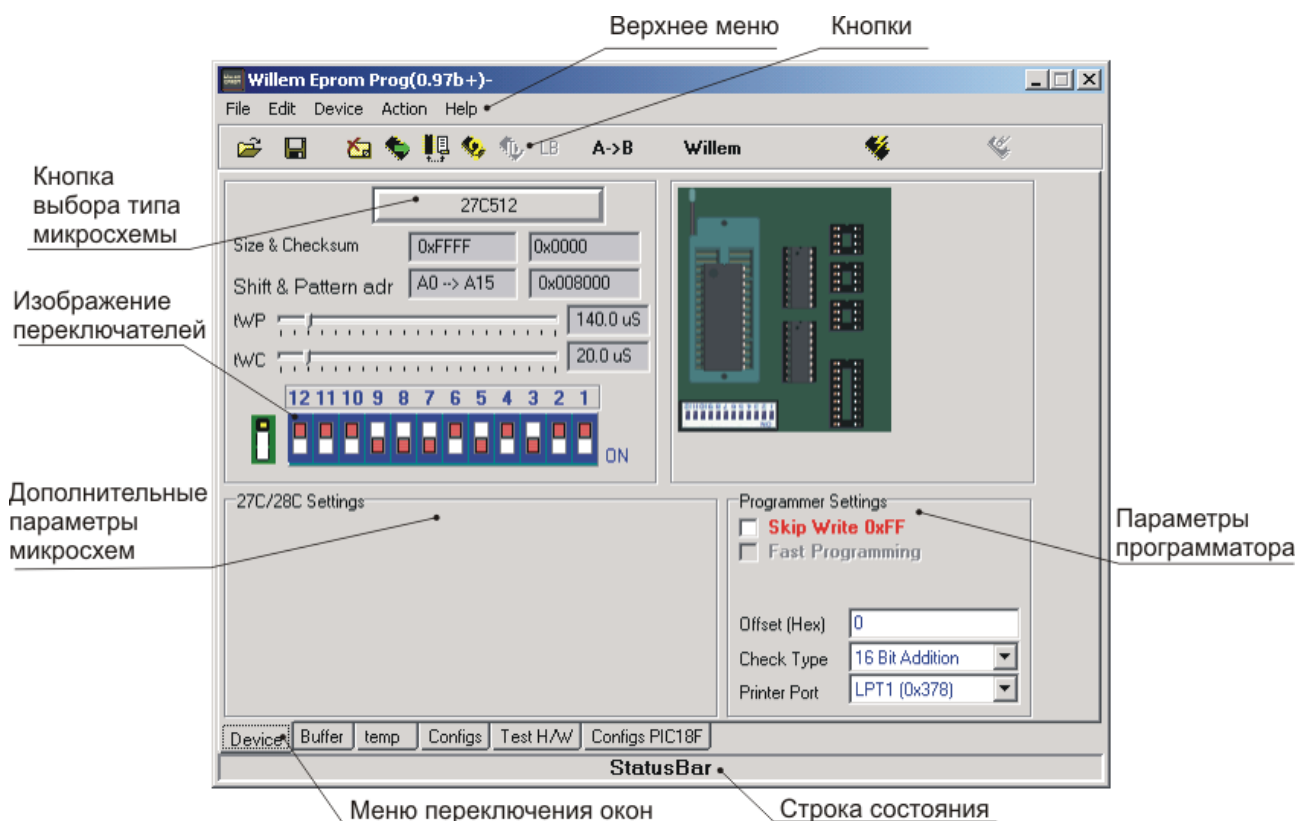 Верхнее меню
Кнопки
Willem Eprom Prog(0.97b+)-
File Edit Device Action Help
LB A->B Willem
Кнопка
выбора типа
микросхемы
27C512
Size & Checksum 0xFFFF 0x0000
Shift & Pattern adr A0 --> A15 0x008000
tWP 140.0 uS
tWC 20.0 uS
Изображение
переключателей
12 11 10 9 8 7 6 5 4 3 2 1
ON
Дополнительные
параметры
микросхем
27C/28C Settings
Programmer Settings
Skip Write 0xFF
Fast Programming
Параметры
программатора
Offset (Hex) 0
Check Type 16 Bit Addition
Printer Port LPT1 (0x378)
Device Buffer temp Configs Test H/W Configs PIC18F
StatusBar
Меню переключения окон
Строка состояния